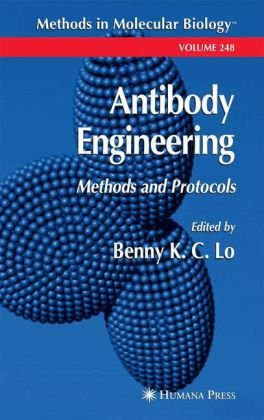 Methods in Molecular Biology™
VOLUME 248
Antibody
Engineering
Methods and Protocols
Edited by
Benny K. C. Lo
HUMANA PRESS